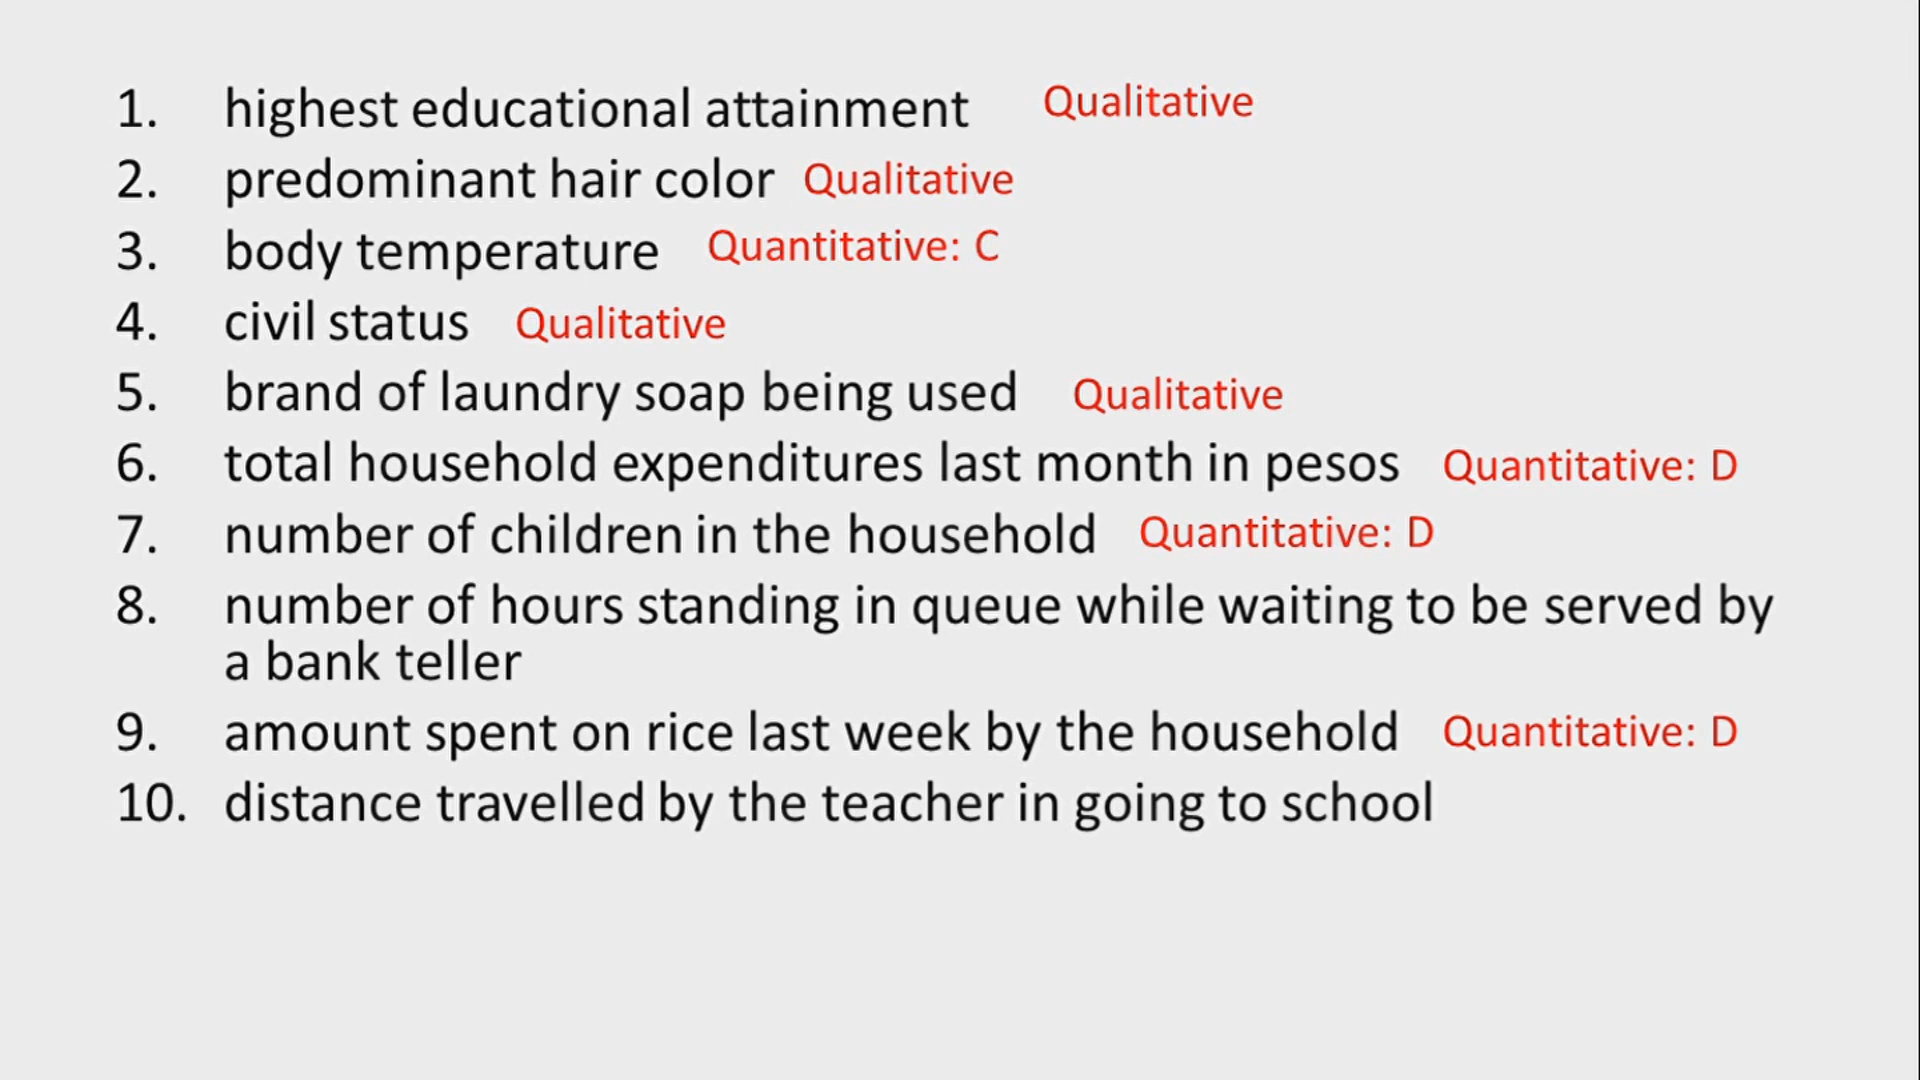 1. highest educational attainment Qualitative
2. predominant hair color Qualitative
3. body temperature Quantitative: C
4. civil status Qualitative
5. brand of laundry soap being used Qualitative
6. total household expenditures last month in pesos Quantitative: D
7. number of children in the household Quantitative: D
8. number of hours standing in queue while waiting to be served by
a bank teller
9. amount spent on rice last week by the household Quantitative: D
10. distance travelled by the teacher in going to school